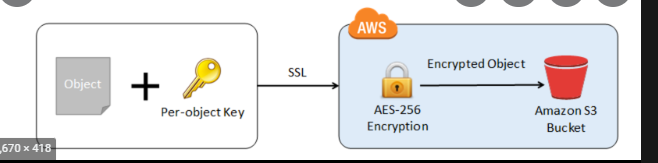 AWS
Object
Per-object Key
SSL
AES-256
Encryption
Encrypted Object
Amazon S3
Bucket
,670 × 418